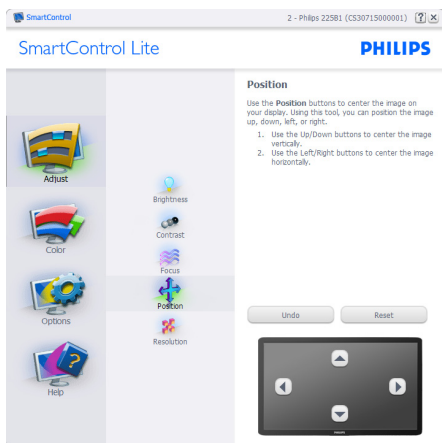 SmartControl
2 - Philips 225B1 (CS30715000001)
SmartControl Lite
PHILIPS
Adjust
Color
Options
Help
Brightness
Contrast
Focus
Position
Resolution
Position
Use the Position buttons to center the image on
your display. Using this tool, you can position the image
up, down, left, or right.
1. Use the Up/Down buttons to center the image
vertically.
2. Use the Left/Right buttons to center the image
horizontally.
Undo
Reset
PHILIPS